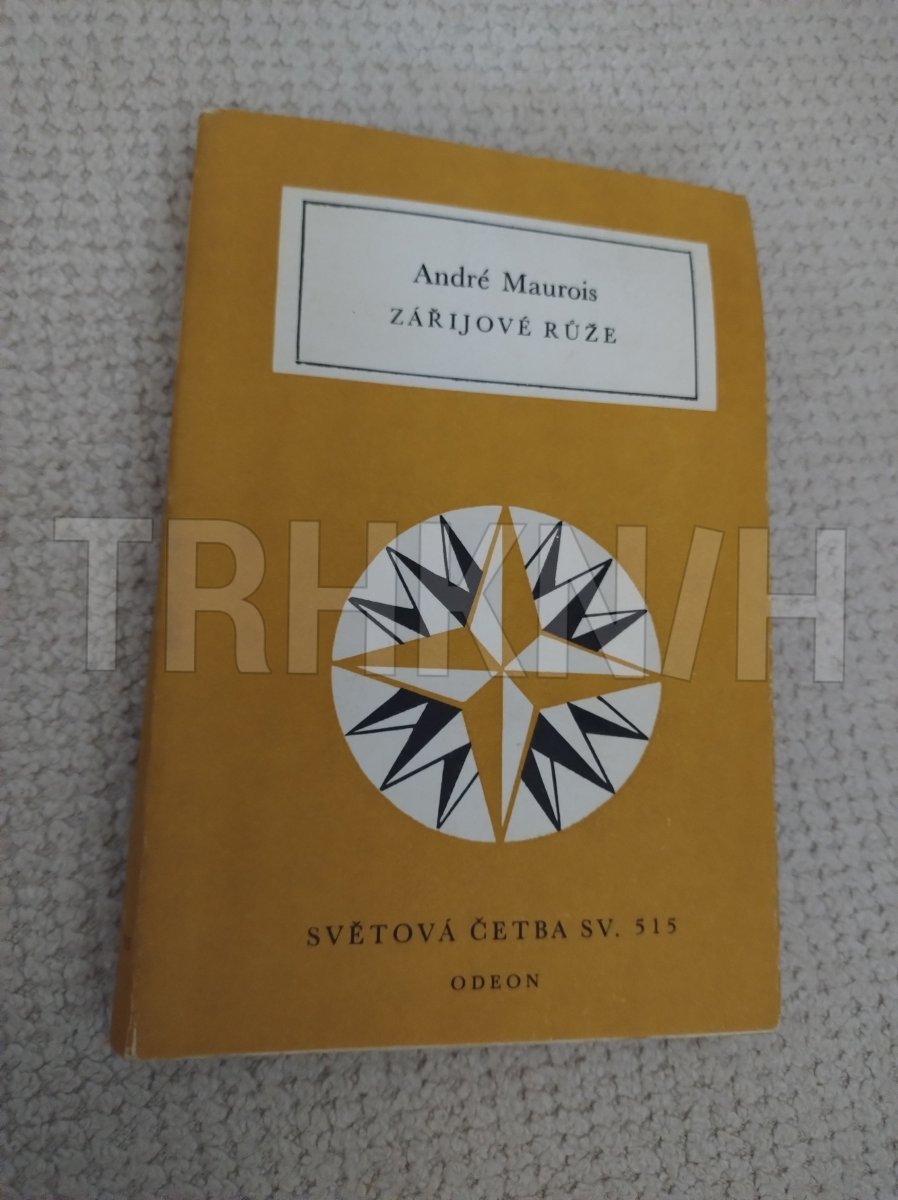 André Maurois
ZÁŘIJOVÉ RŮŽE
TRHKNIH
SVĚTOVÁ ČETBA SV. 515
ODEON